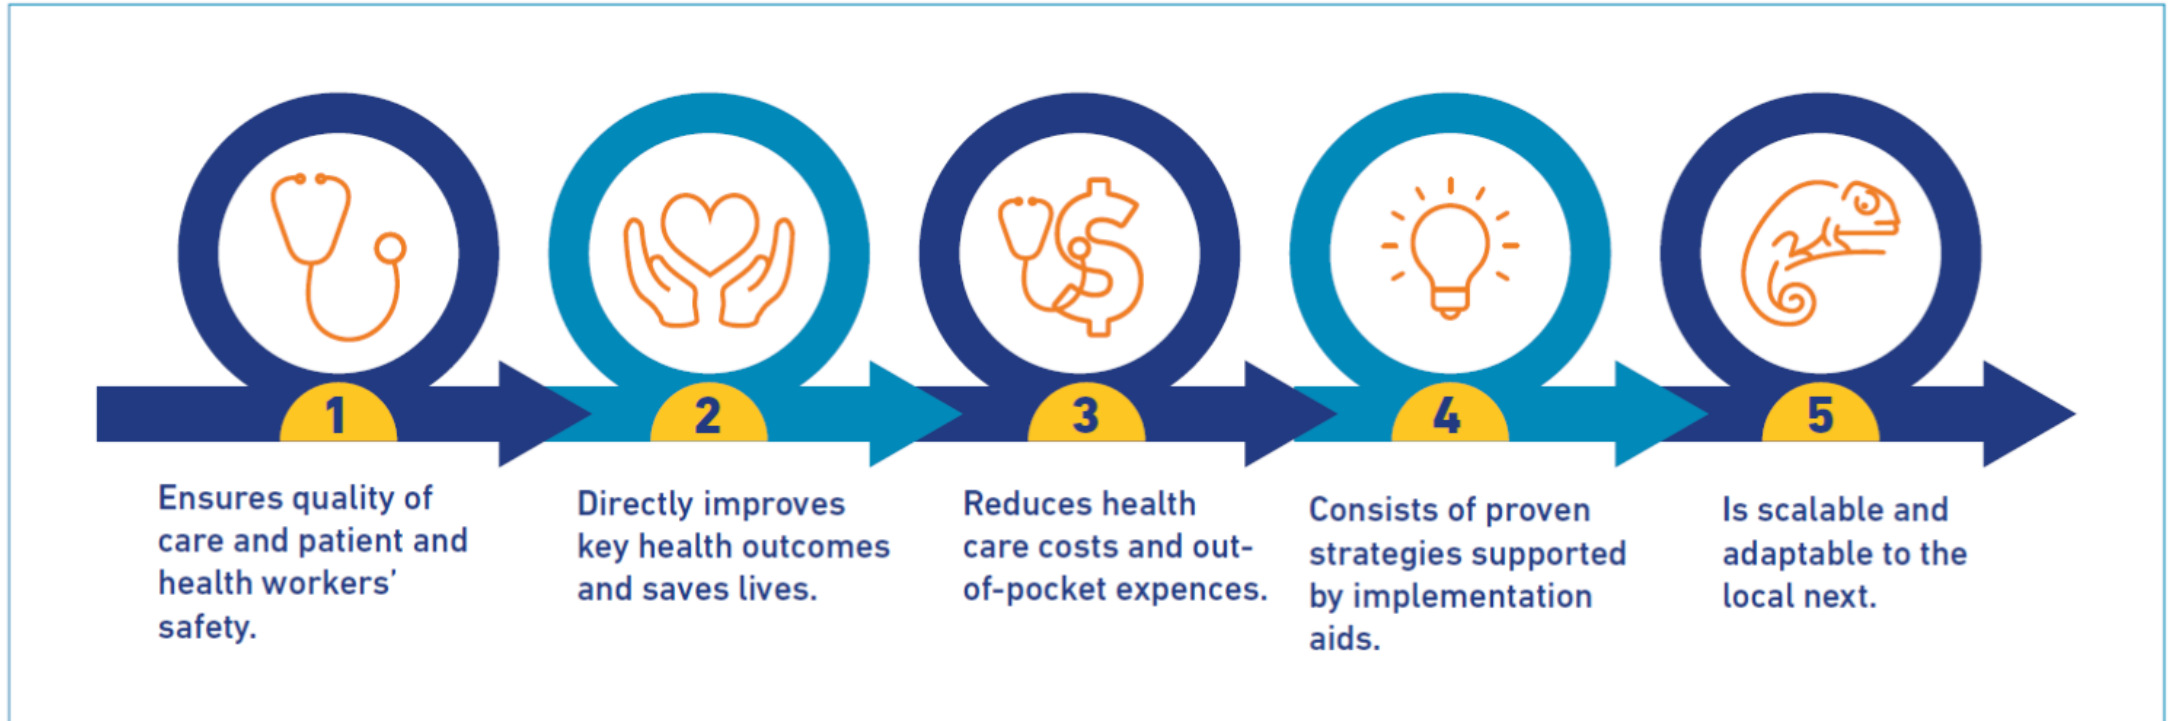 1
Ensures quality of
care and patient and
health workers’
safety.
2
Directly improves
key health outcomes
and saves lives.
3
Reduces health
care costs and out-
of-pocket expences.
4
Consists of proven
strategies supported
by implementation
aids.
5
Is scalable and
adaptable to the
local next.